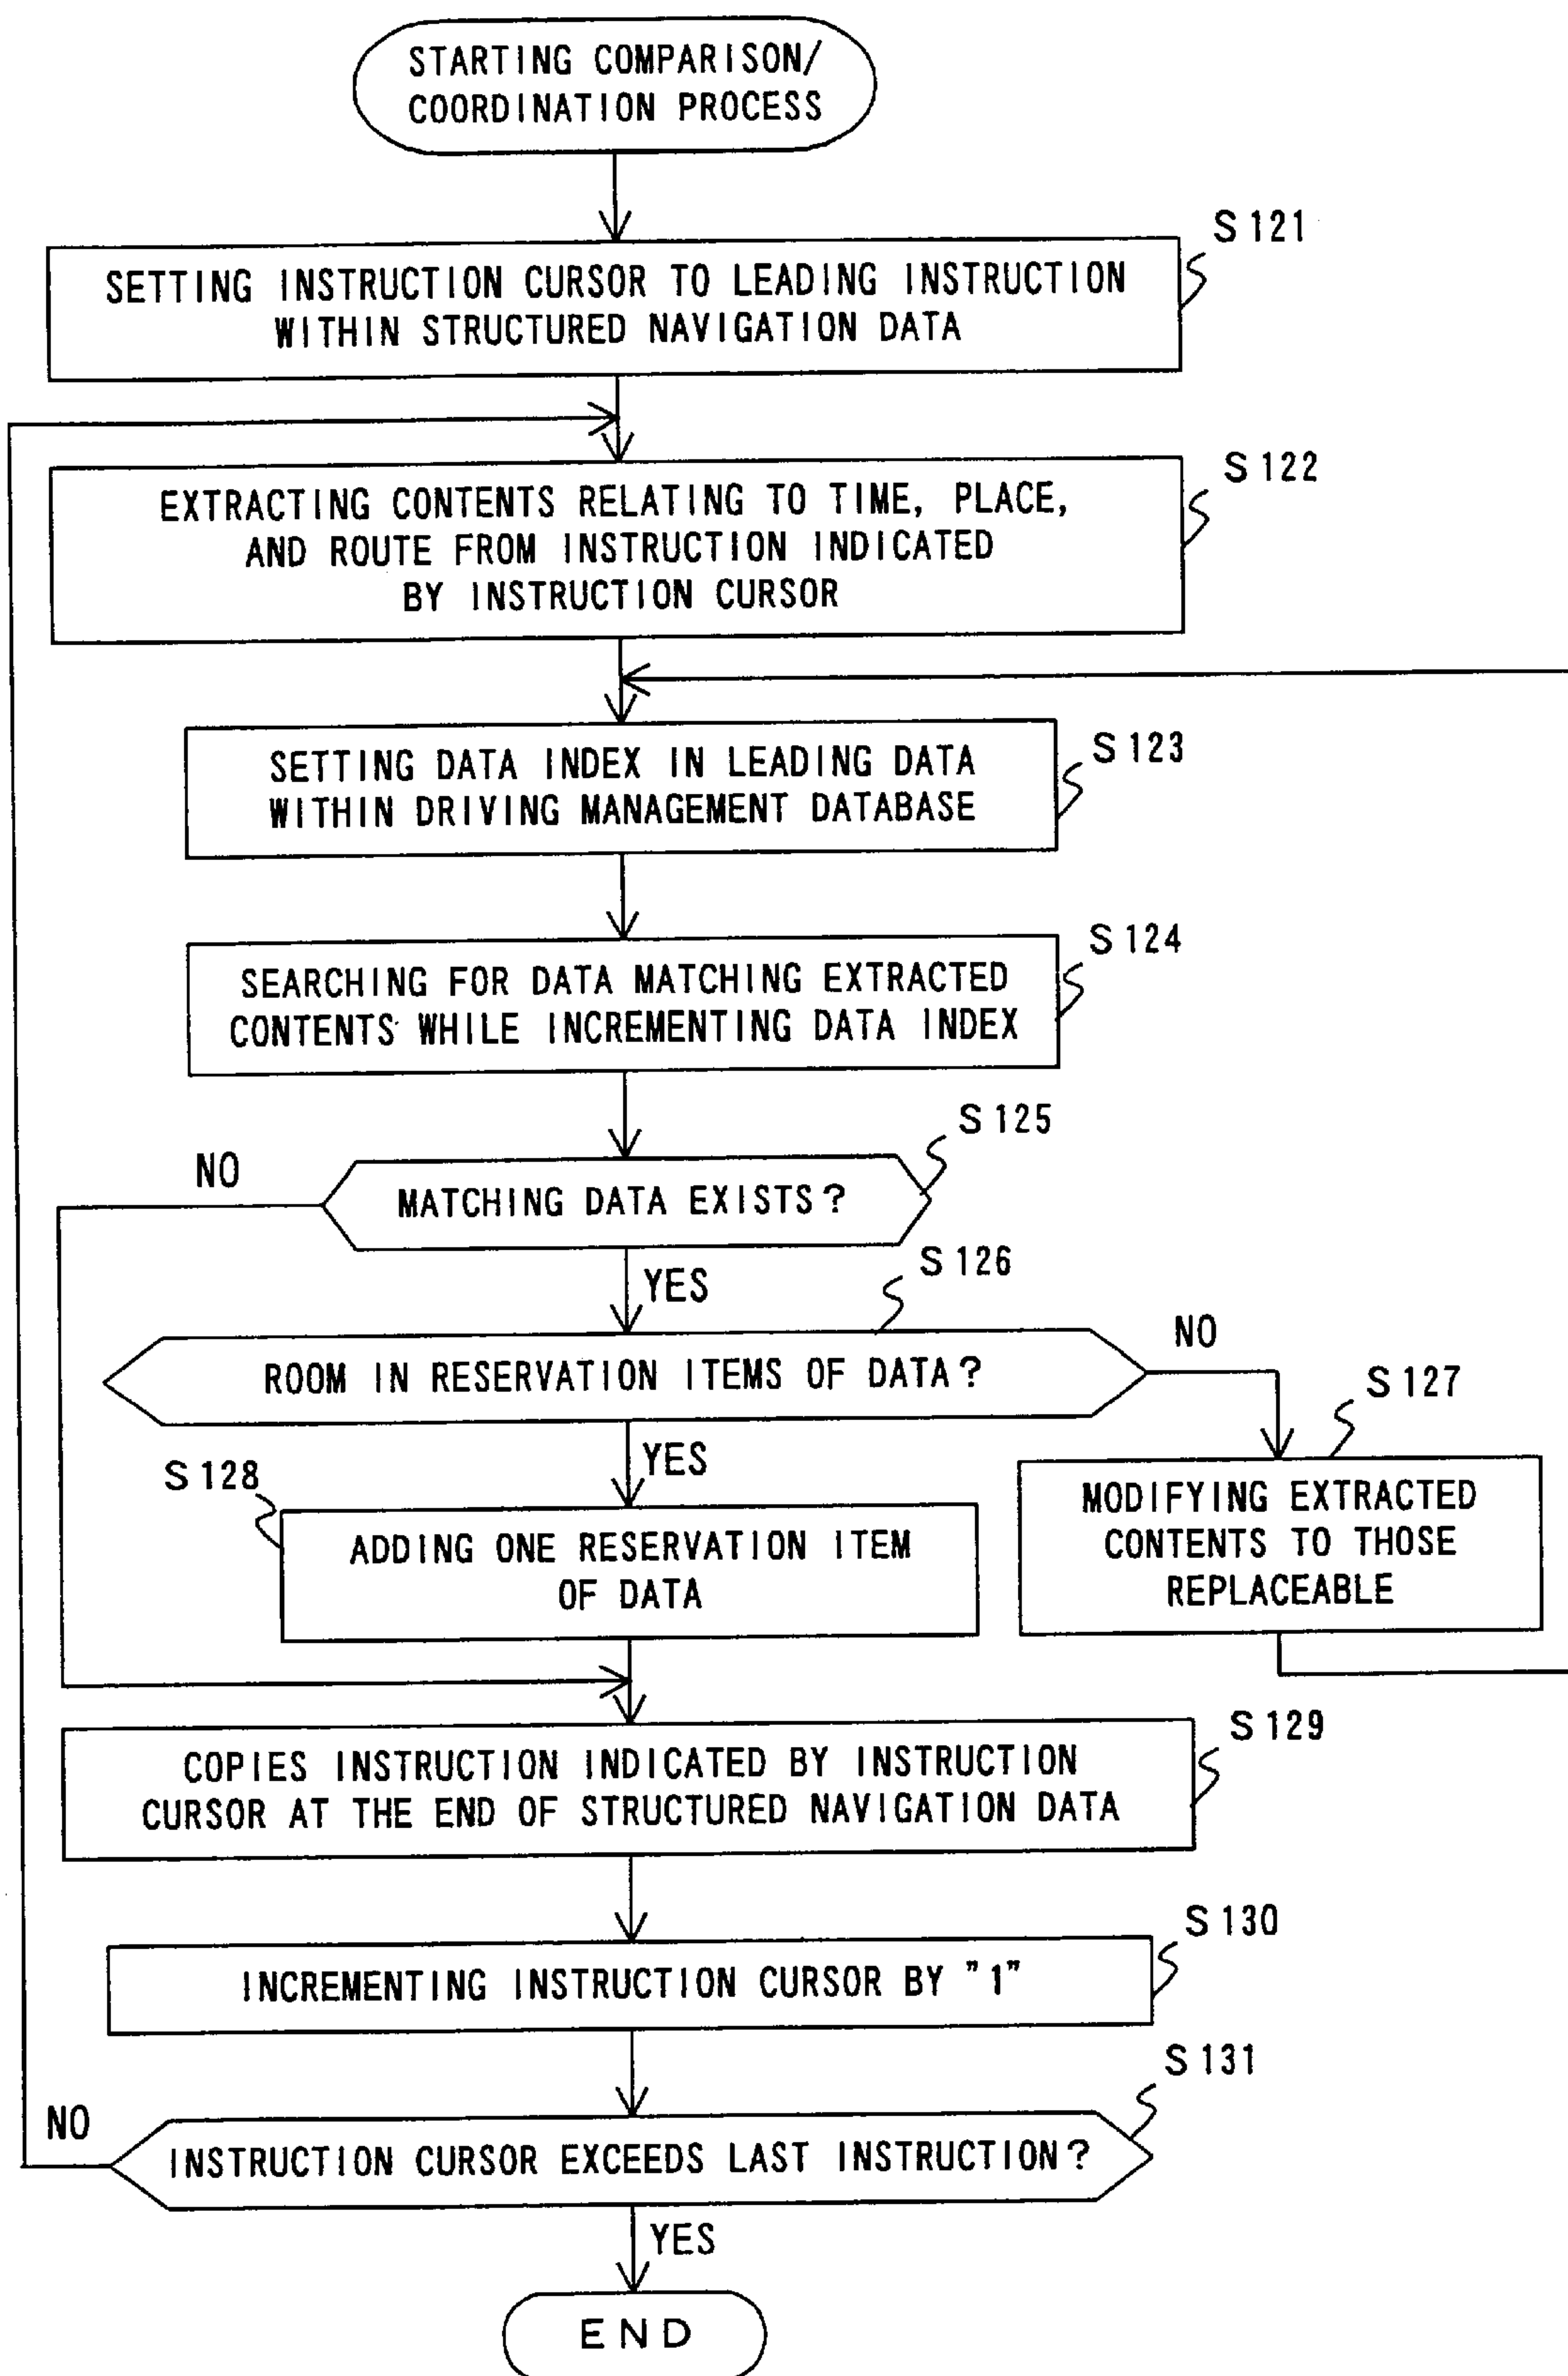 STARTING COMPARISON/
COORDINATION PROCESS
S121
SETTING INSTRUCTION CURSOR TO LEADING INSTRUCTION
WITHIN STRUCTURED NAVIGATION DATA
S122
EXTRACTING CONTENTS RELATING TO TIME, PLACE,
AND ROUTE FROM INSTRUCTION INDICATED
BY INSTRUCTION CURSOR
S123
SETTING DATA INDEX IN LEADING DATA
WITHIN DRIVING MANAGEMENT DATABASE
S124
SEARCHING FOR DATA MATCHING EXTRACTED
CONTENTS WHILE INCREMENTING DATA INDEX
S125
NO
MATCHING DATA EXISTS?
S126
YES
NO
ROOM IN RESERVATION ITEMS OF DATA?
S127
YES
S128
MODIFYING EXTRACTED
CONTENTS TO THOSE
REPLACEABLE
ADDING ONE RESERVATION ITEM
OF DATA
S129
COPIES INSTRUCTION INDICATED BY INSTRUCTION
CURSOR AT THE END OF STRUCTURED NAVIGATION DATA
S130
INCREMENTING INSTRUCTION CURSOR BY "1"
S131
NO
INSTRUCTION CURSOR EXCEEDS LAST INSTRUCTION?
YES
END